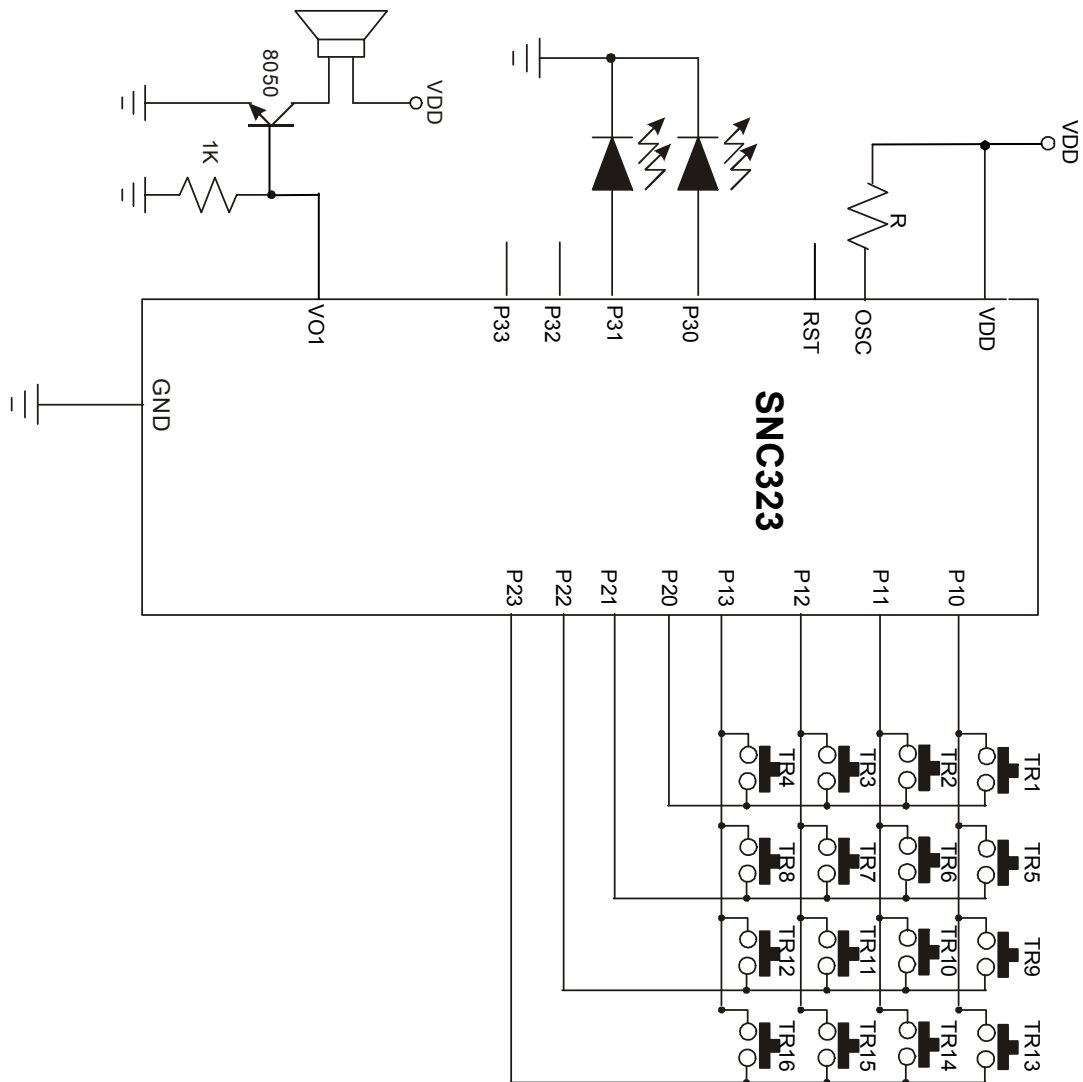 8050
VDD
VDD
1K
R
VO1
P33
P32
P31
P30
RST
OSC
VDD
GND
SNC323
P23
P22
P21
P20
P13
P12
P11
P10
TR4
TR3
TR2
TR1
TR8
TR7
TR6
TR5
TR12
TR11
TR10
TR9
TR16
TR15
TR14
TR13